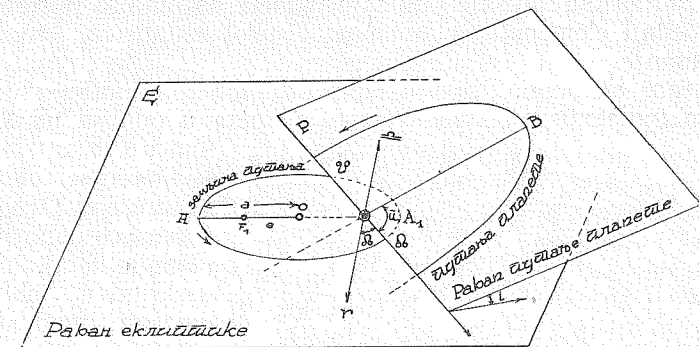 E
P
B
♎
☋
земљина путања
a
O
A
F₁
e
u
A₁
☊
☊
путања планете
Раван путање планете
i
♈
Раван еклиптике